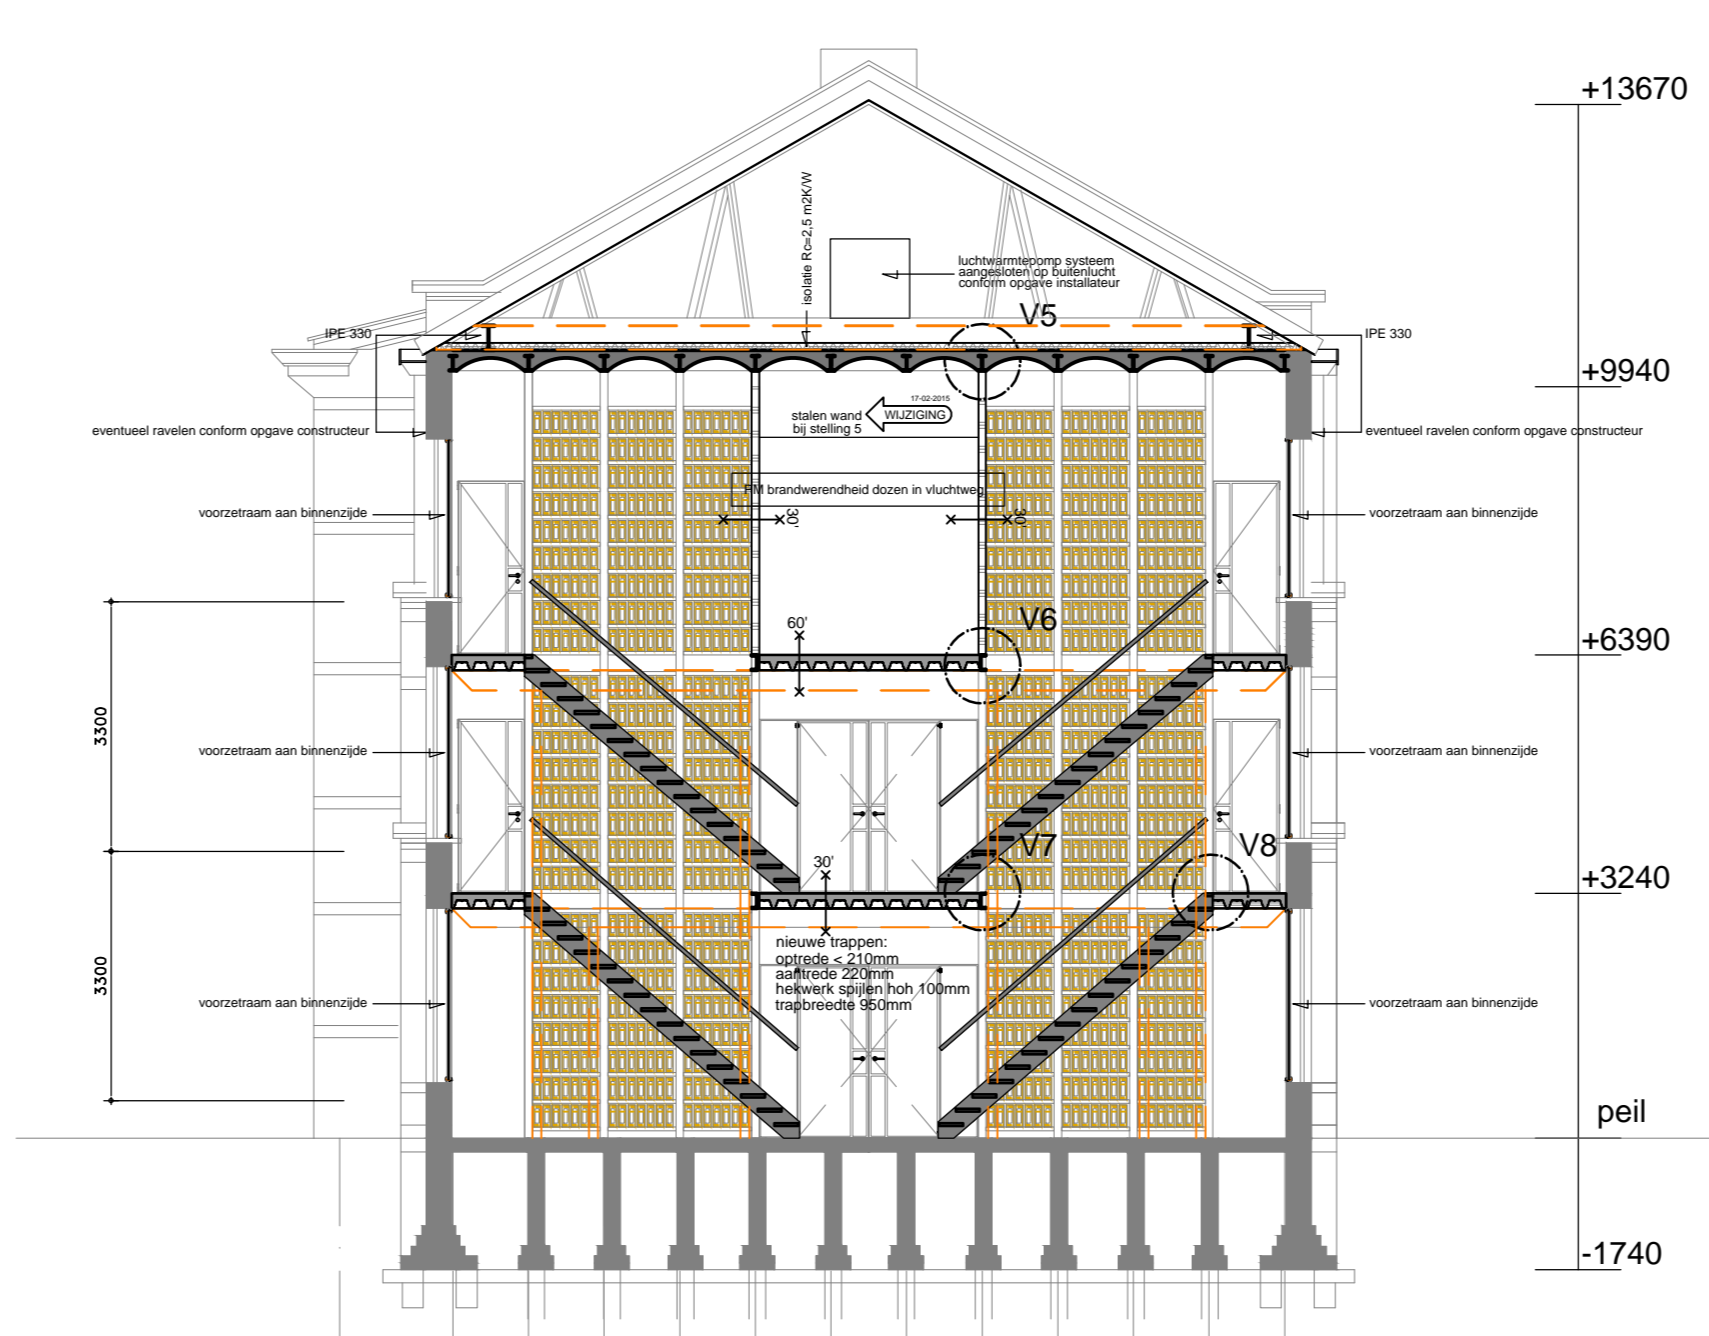 +13670
isolatie Rc=2,5 m2K/W
luchtwarmtepomp systeem
aangesloten op buitenlucht
conform opgave installateur
V5
IPE 330
IPE 330
+9940
17-02-2015
stalen wand
bij stelling 5
WIJZIGING
eventueel ravelen conform opgave constructeur
eventueel ravelen conform opgave constructeur
PM brandwerendheid dozen in vluchtweg
voorzetraam aan binnenzijde
30'
30'
voorzetraam aan binnenzijde
60'
V6
+6390
3300
voorzetraam aan binnenzijde
voorzetraam aan binnenzijde
30'
V7
V8
+3240
nieuwe trappen:
optrede < 210mm
aantrede 220mm
hekwerk spijlen hoh 100mm
trapbreedte 950mm
3300
voorzetraam aan binnenzijde
voorzetraam aan binnenzijde
peil
-1740